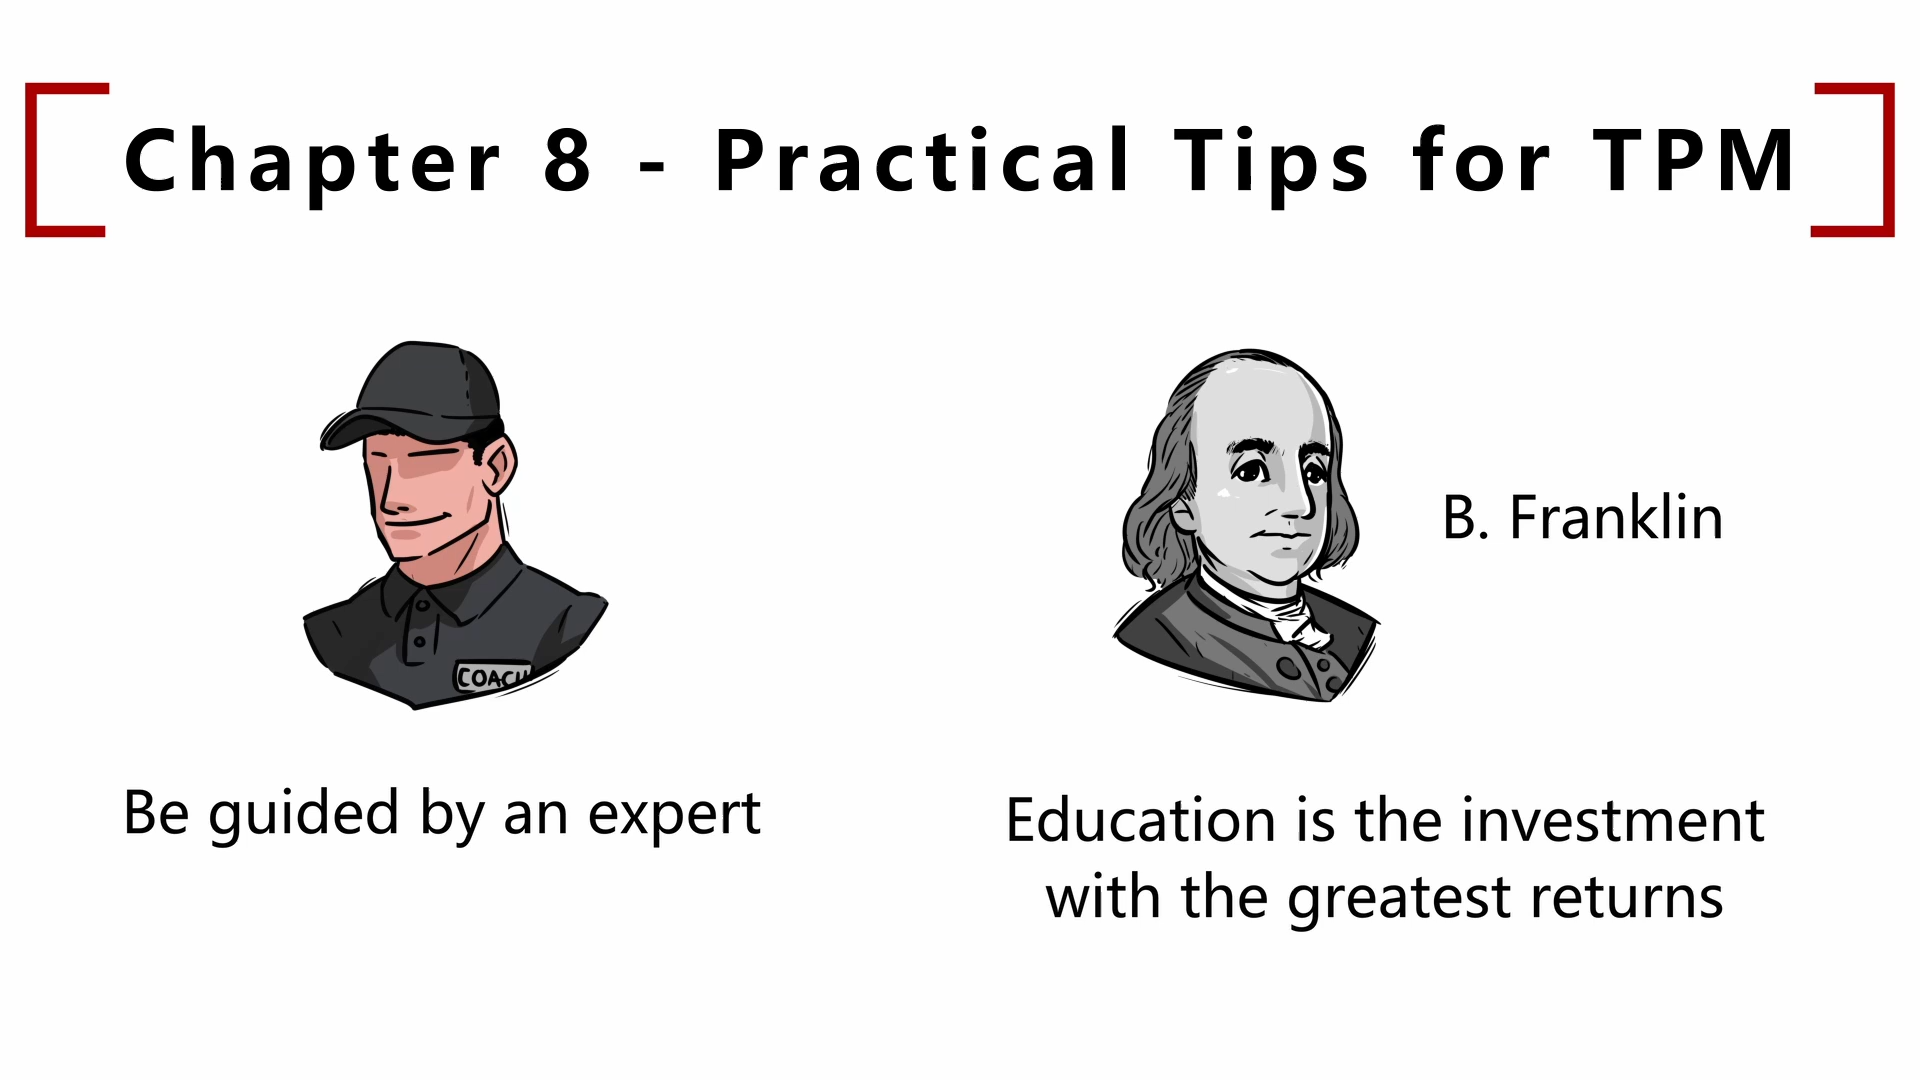 Chapter 8 - Practical Tips for TPM
COACH
B. Franklin
Be guided by an expert
Education is the investment
with the greatest returns